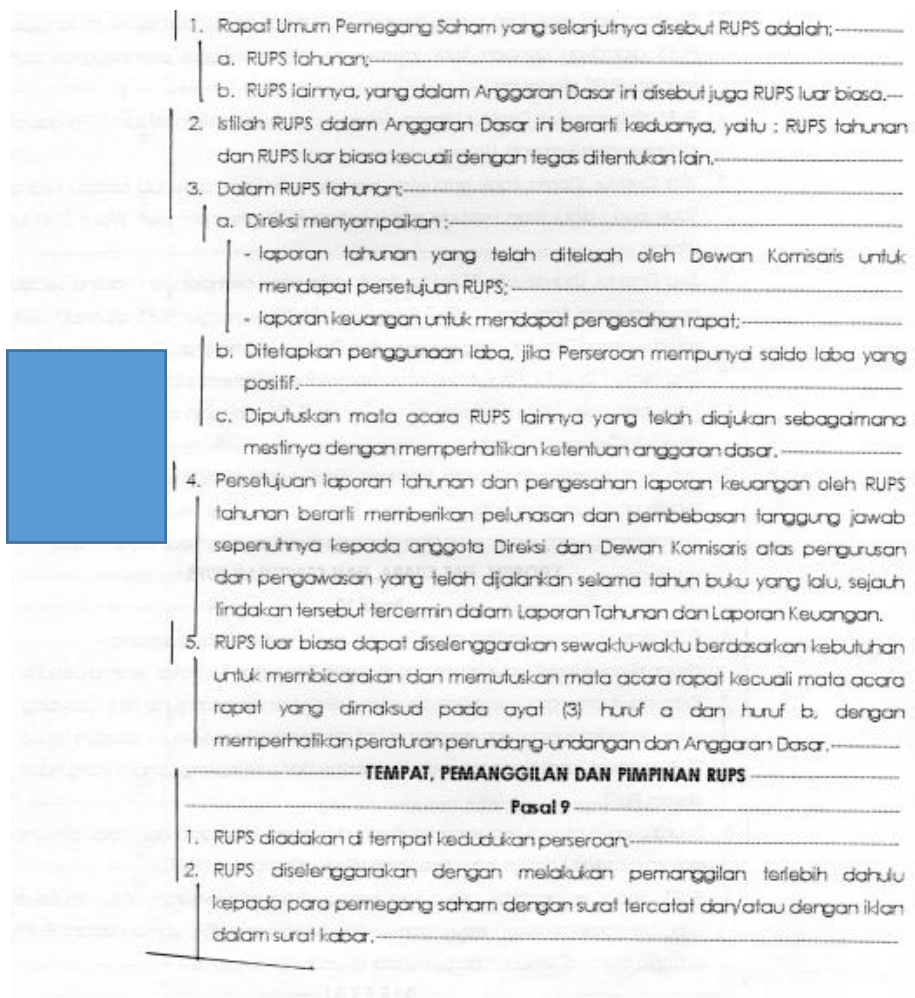 1. Rapat Umum Pemegang Saham yang selanjutnya disebut RUPS adalah:
a. RUPS tahunan;
b. RUPS lainnya, yang dalam Anggaran Dasar ini disebut juga RUPS luar biasa.
2. Istilah RUPS dalam Anggaran Dasar ini berarti keduanya, yaitu : RUPS tahunan
dan RUPS luar biasa kecuali dengan tegas ditentukan lain.
3. Dalam RUPS tahunan:
a. Direksi menyampaikan :
- laporan tahunan yang telah ditelaah oleh Dewan Komisaris untuk
mendapat persetujuan RUPS;
- laporan keuangan untuk mendapat pengesahan rapat;
b. Ditetapkan penggunaan laba, jika Perseroan mempunyai saldo laba yang
positif.
c. Diputuskan mata acara RUPS lainnya yang telah diajukan sebagaimana
mestinya dengan memperhatikan ketentuan anggaran dasar.
4. Persetujuan laporan tahunan dan pengesahan laporan keuangan oleh RUPS
tahunan berarti memberikan pelunasan dan pembebasan tanggung jawab
sepenuhnya kepada anggota Direksi dan Dewan Komisaris atas pengurusan
dan pengawasan yang telah dijalankan selama tahun buku yang lalu, sejauh
tindakan tersebut tercermin dalam Laporan Tahunan dan Laporan Keuangan.
5. RUPS luar biasa dapat diselenggarakan sewaktu-waktu berdasarkan kebutuhan
untuk membicarakan dan memutuskan mata acara rapat kecuali mata acara
rapat yang dimaksud pada ayat (3) huruf a dan huruf b, dengan
memperhatikan peraturan perundang-undangan dan Anggaran Dasar.
TEMPAT, PEMANGGILAN DAN PIMPINAN RUPS
Pasal 9
1. RUPS diadakan di tempat kedudukan perseroan.
2. RUPS diselenggarakan dengan melakukan pemanggilan terlebih dahulu
kepada para pemegang saham dengan surat tercatat dan/atau dengan iklan
dalam surat kabar.